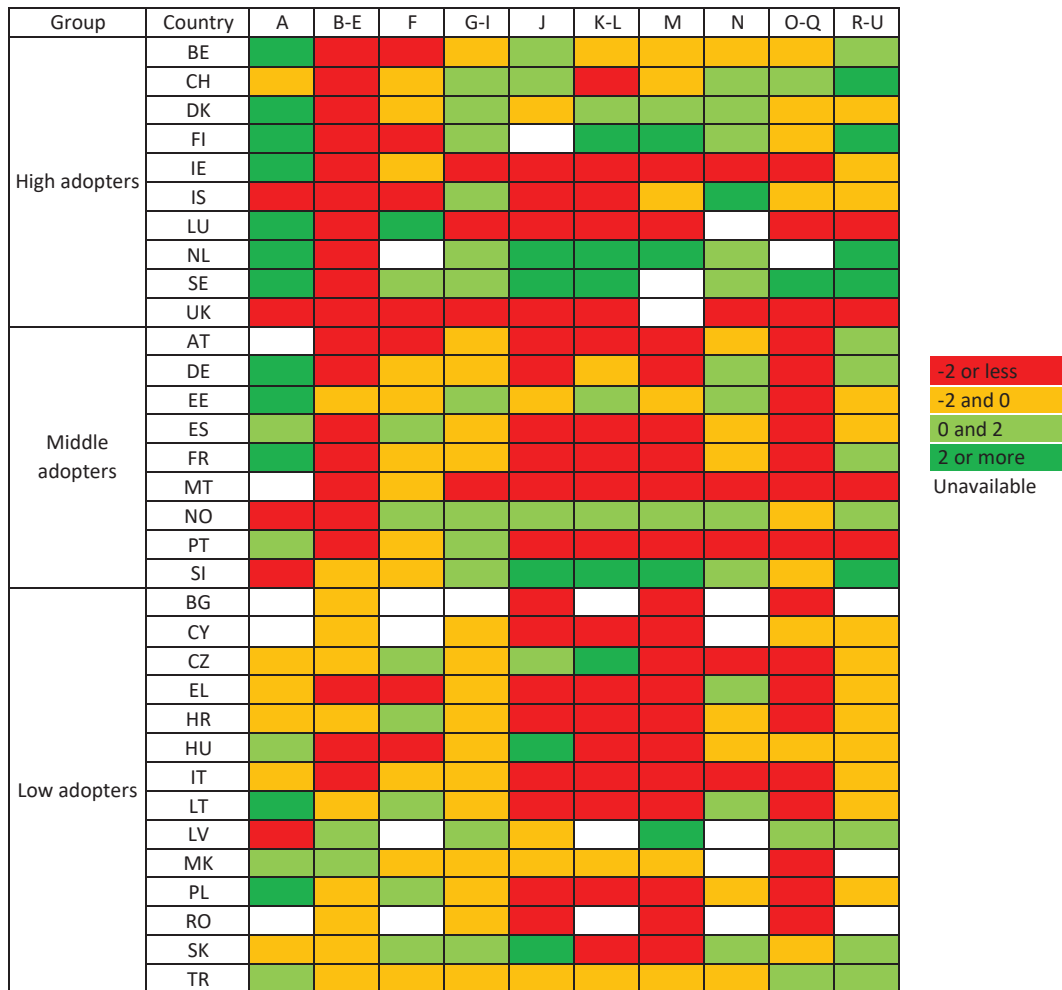 Group Country A B-E F G-I J K-L M N O-Q R-U
High adopters
BE
CH
DK
FI
IE
IS
LU
NL
SE
UK
Middle
adopters
AT
DE
EE
ES
FR
MT
NO
PT
SI
Low adopters
BG
CY
CZ
EL
HR
HU
IT
LT
LV
MK
PL
RO
SK
TR
-2 or less
-2 and 0
0 and 2
2 or more
Unavailable